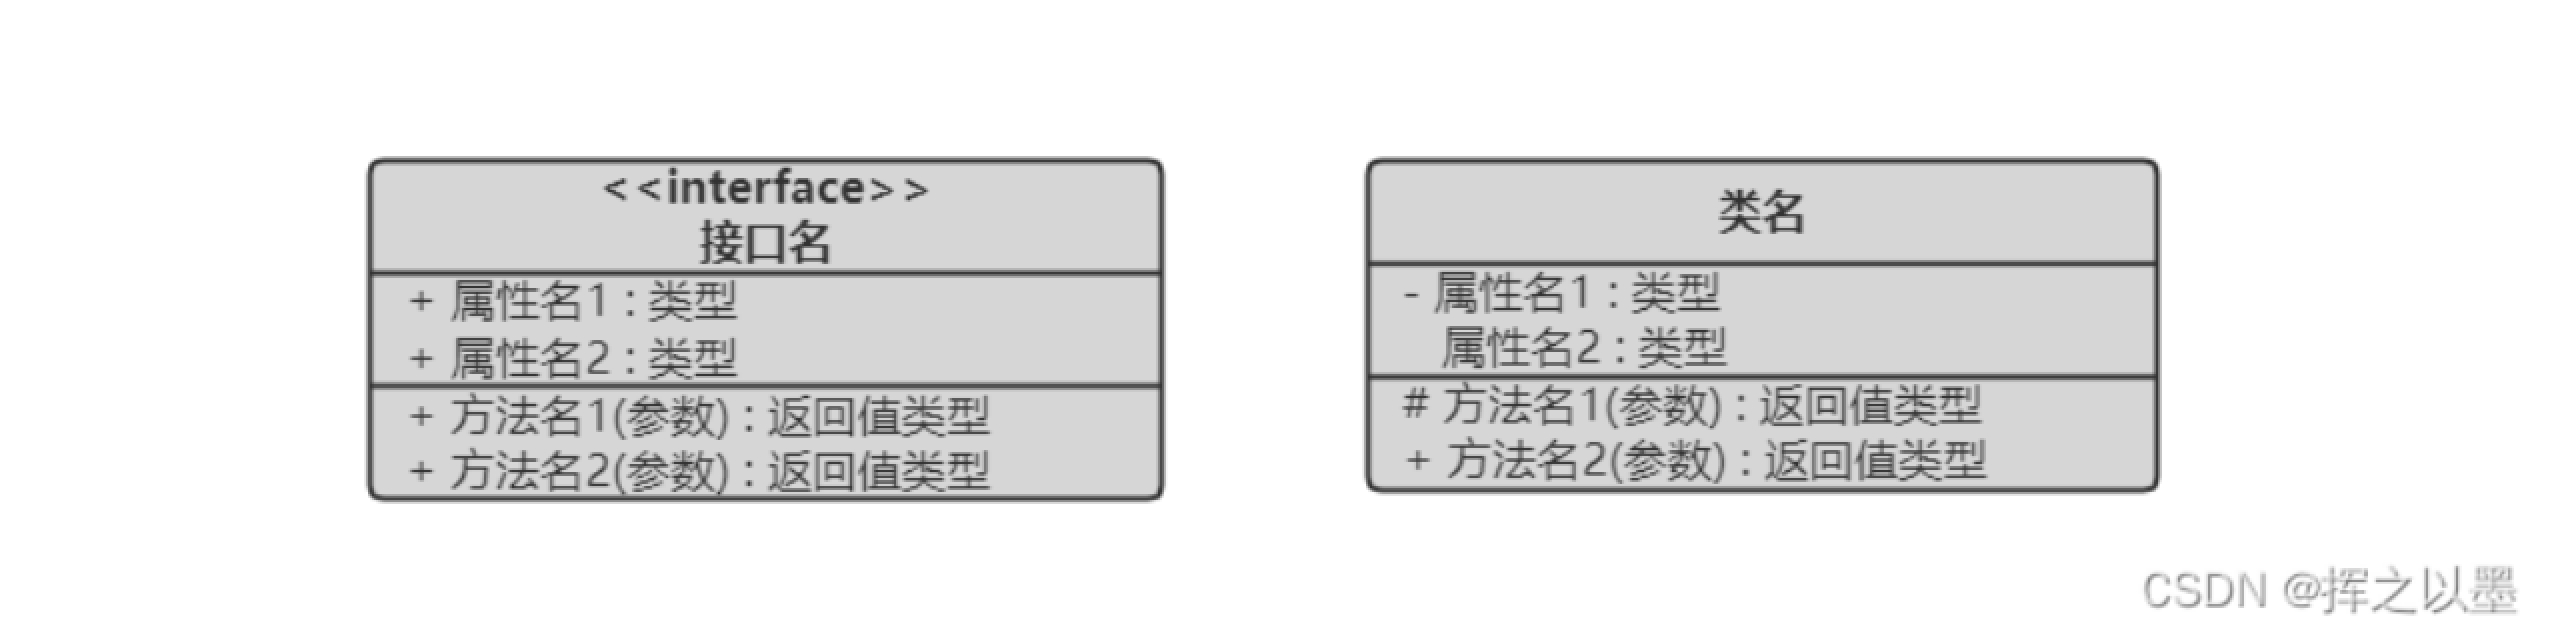 <<interface>>
接口名
+ 属性名1 : 类型
+ 属性名2 : 类型
+ 方法名1(参数) : 返回值类型
+ 方法名2(参数) : 返回值类型
类名
- 属性名1 : 类型
属性名2 : 类型
# 方法名1(参数) : 返回值类型
+ 方法名2(参数) : 返回值类型
CSDN @挥之以墨